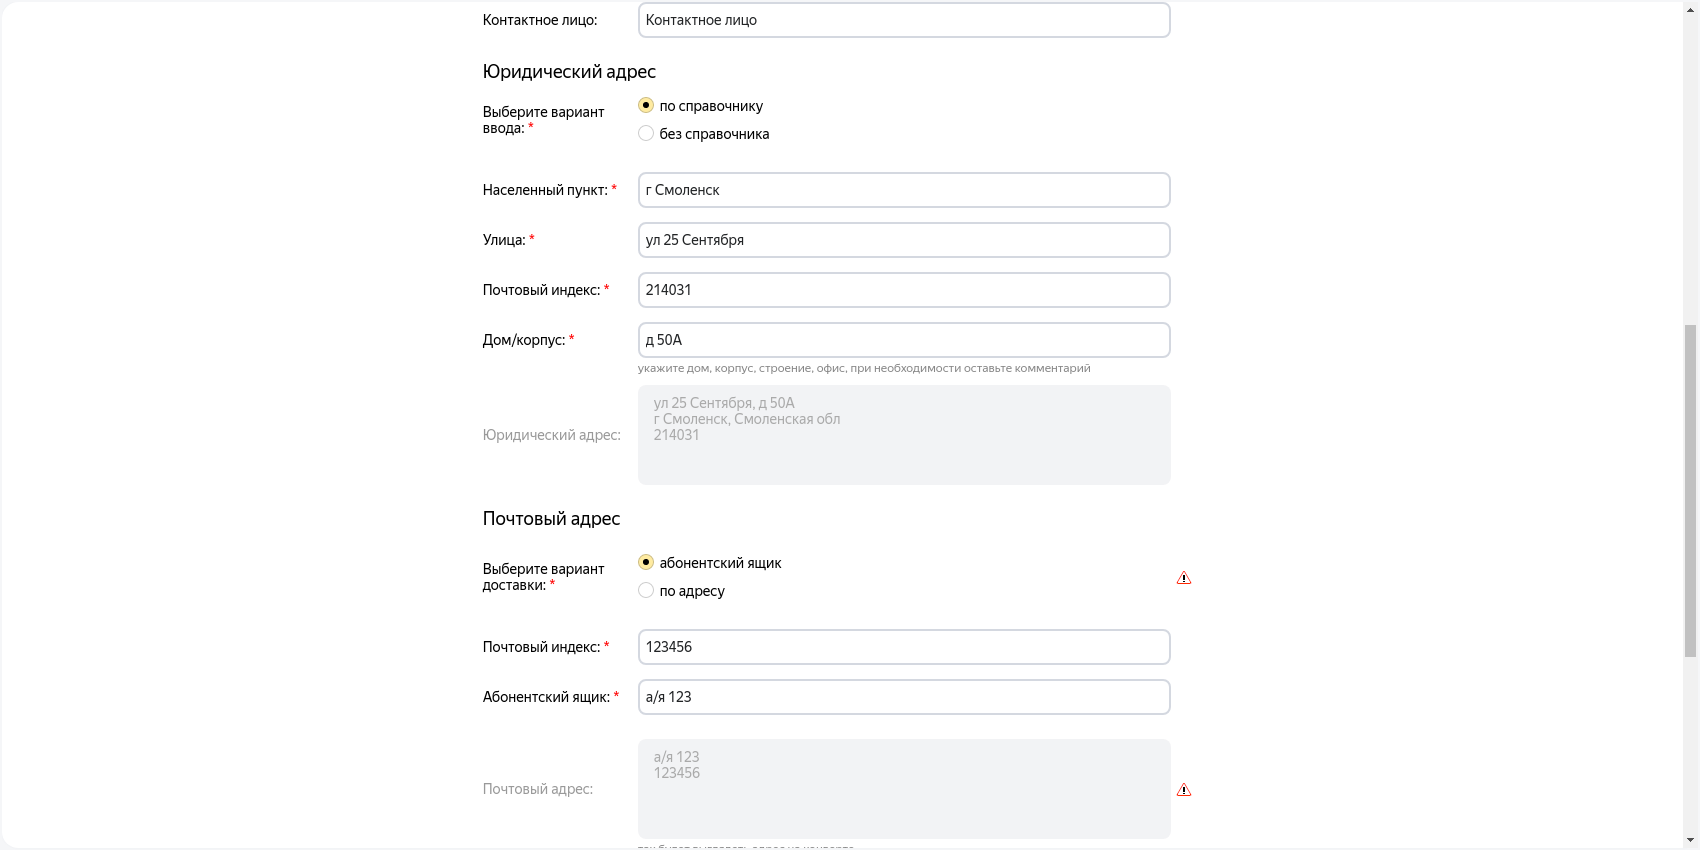 Контактное лицо: Контактное лицо
Юридический адрес
Выберите вариант
ввода: *
по справочнику
без справочника
Населенный пункт: * г Смоленск
Улица: * ул 25 Сентября
Почтовый индекс: * 214031
Дом/корпус: * д 50А
укажите дом, корпус, строение, офис, при необходимости оставьте комментарий
Юридический адрес:
ул 25 Сентября, д 50А
г Смоленск, Смоленская обл
214031
Почтовый адрес
Выберите вариант
доставки: *
абонентский ящик
по адресу
Почтовый индекс: * 123456
Абонентский ящик: * а/я 123
Почтовый адрес:
а/я 123
123456